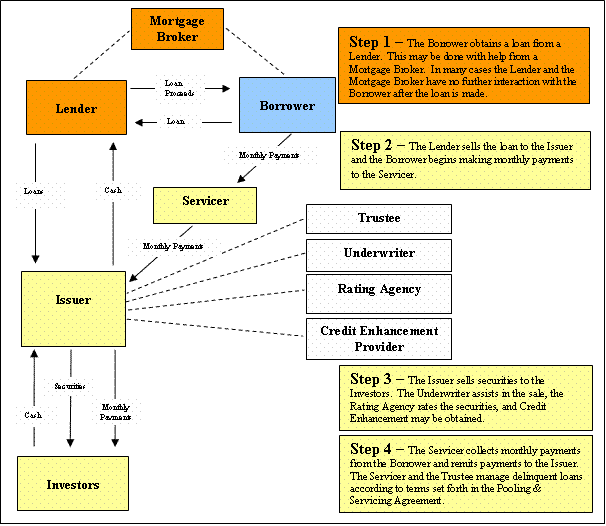 Mortgage
Broker
Step 1 – The Borrower obtains a loan from a
Lender. This may be done with help from a
Mortgage Broker. In many cases the Lender and the
Mortgage Broker have no further interaction with the
Borrower after the loan is made.
Loan
Proceeds
Lender
Borrower
Loan
Step 2 – The Lender sells the loan to the Issuer
and the Borrower begins making monthly payments
to the Servicer.
Monthly Payments
Loans
Cash
Servicer
Trustee
Monthly Payments
Underwriter
Issuer
Rating Agency
Credit Enhancement
Provider
Securities
Cash
Monthly
Payments
Step 3 – The Issuer sells securities to the
Investors. The Underwriter assists in the sale, the
Rating Agency rates the securities, and Credit
Enhancement may be obtained.
Investors
Step 4 – The Servicer collects monthly payments
from the Borrower and remits payments to the Issuer.
The Servicer and the Trustee manage delinquent loans
according to terms set forth in the Pooling &
Servicing Agreement.